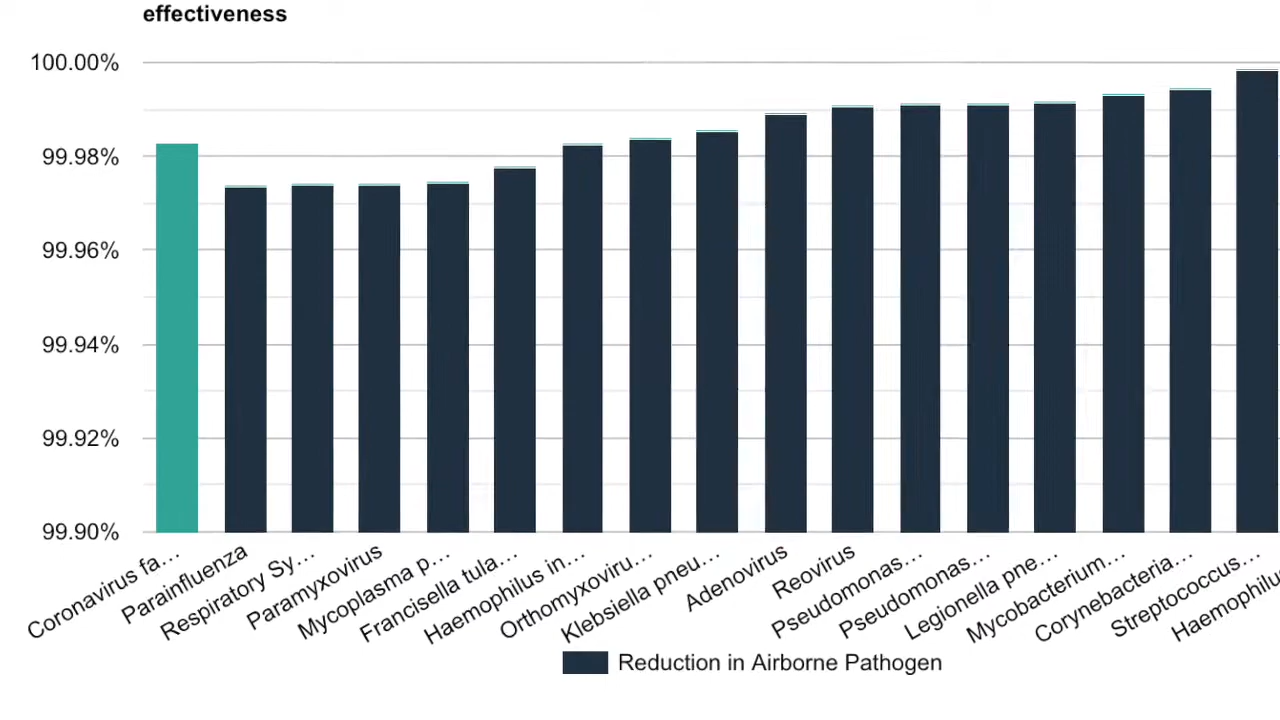 effectiveness
100.00%
99.98%
99.96%
99.94%
99.92%
99.90%
Coronavirus fa...
Parainfluenza
Respiratory Sy...
Paramyxovirus
Mycoplasma p...
Francisella tula...
Haemophilus in...
Orthomyxoviru...
Klebsiella pneu...
Adenovirus
Reovirus
Pseudomonas...
Pseudomonas...
Legionella pne...
Mycobacterium...
Corynebacteria...
Streptococcus...
Haemophilus
Reduction in Airborne Pathogen